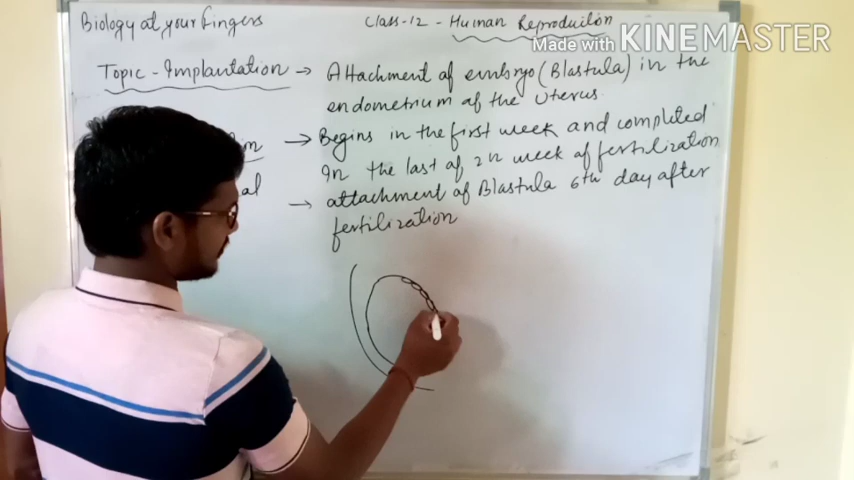 Biology at your fingers
Class-12 - Human Reproducilon
Made with KINEMASTER
Topic - Implantation → Attachment of embryo (Blastula) in the
endometrium of the Uterus.
→ Begins in the first week and completed
In the last of 2n week of fertilization
→ attachment of Blastula 6th day after
fertilization